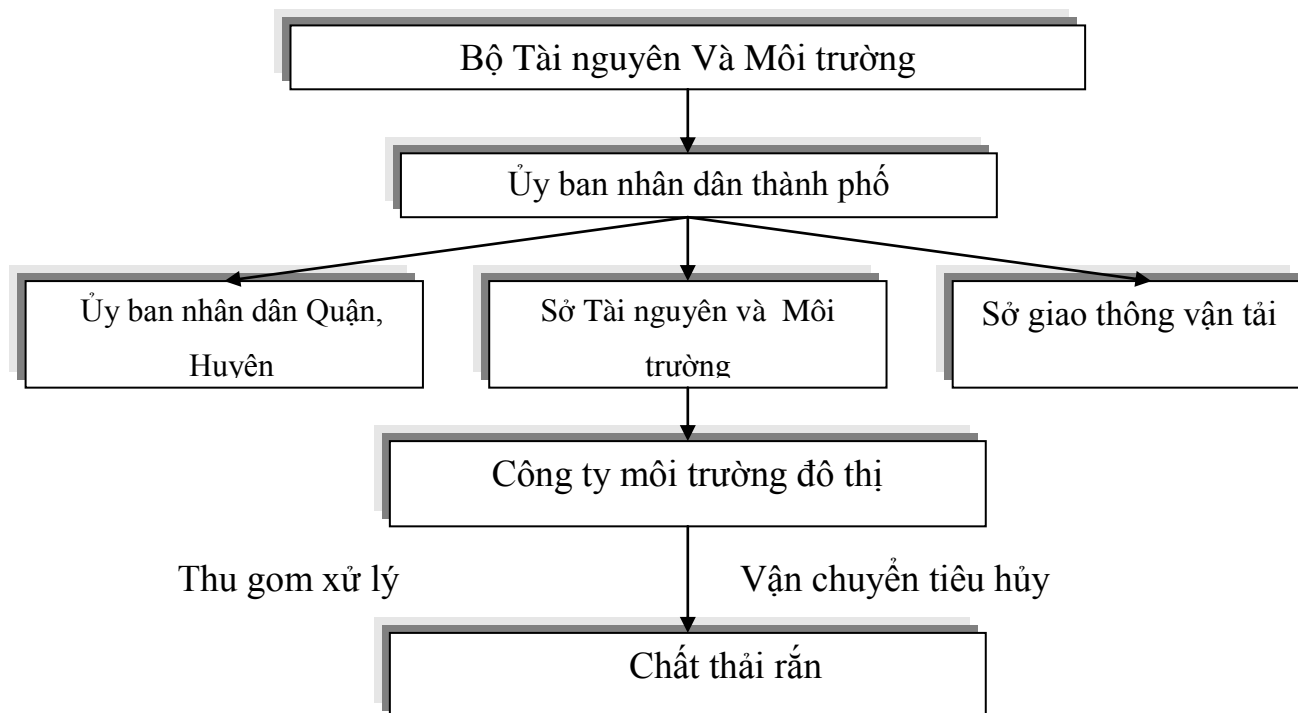 Bộ Tài nguyên Và Môi trường
Ủy ban nhân dân thành phố
Ủy ban nhân dân Quận,
Huyện
Sở Tài nguyên và Môi
trường
Sở giao thông vận tải
Công ty môi trường đô thị
Thu gom xử lý
Vận chuyển tiêu hủy
Chất thải rắn